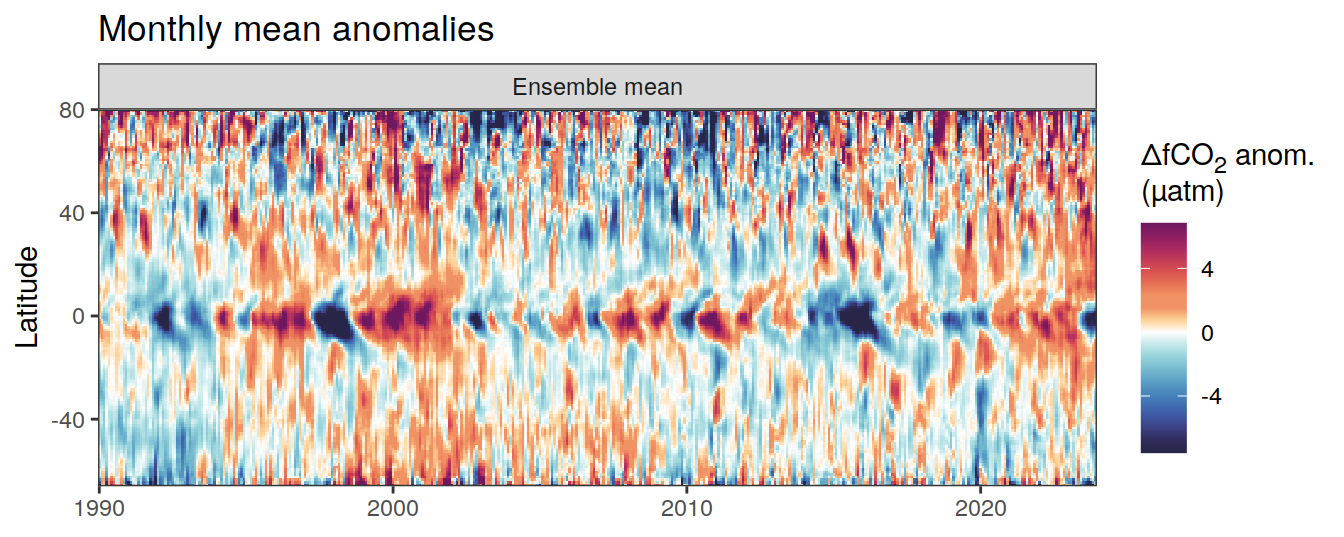 Monthly mean anomalies
Ensemble mean
80
40
0
-40
Latitude
1990
2000
2010
2020
ΔfCO₂ anom.
(µatm)
4
0
-4